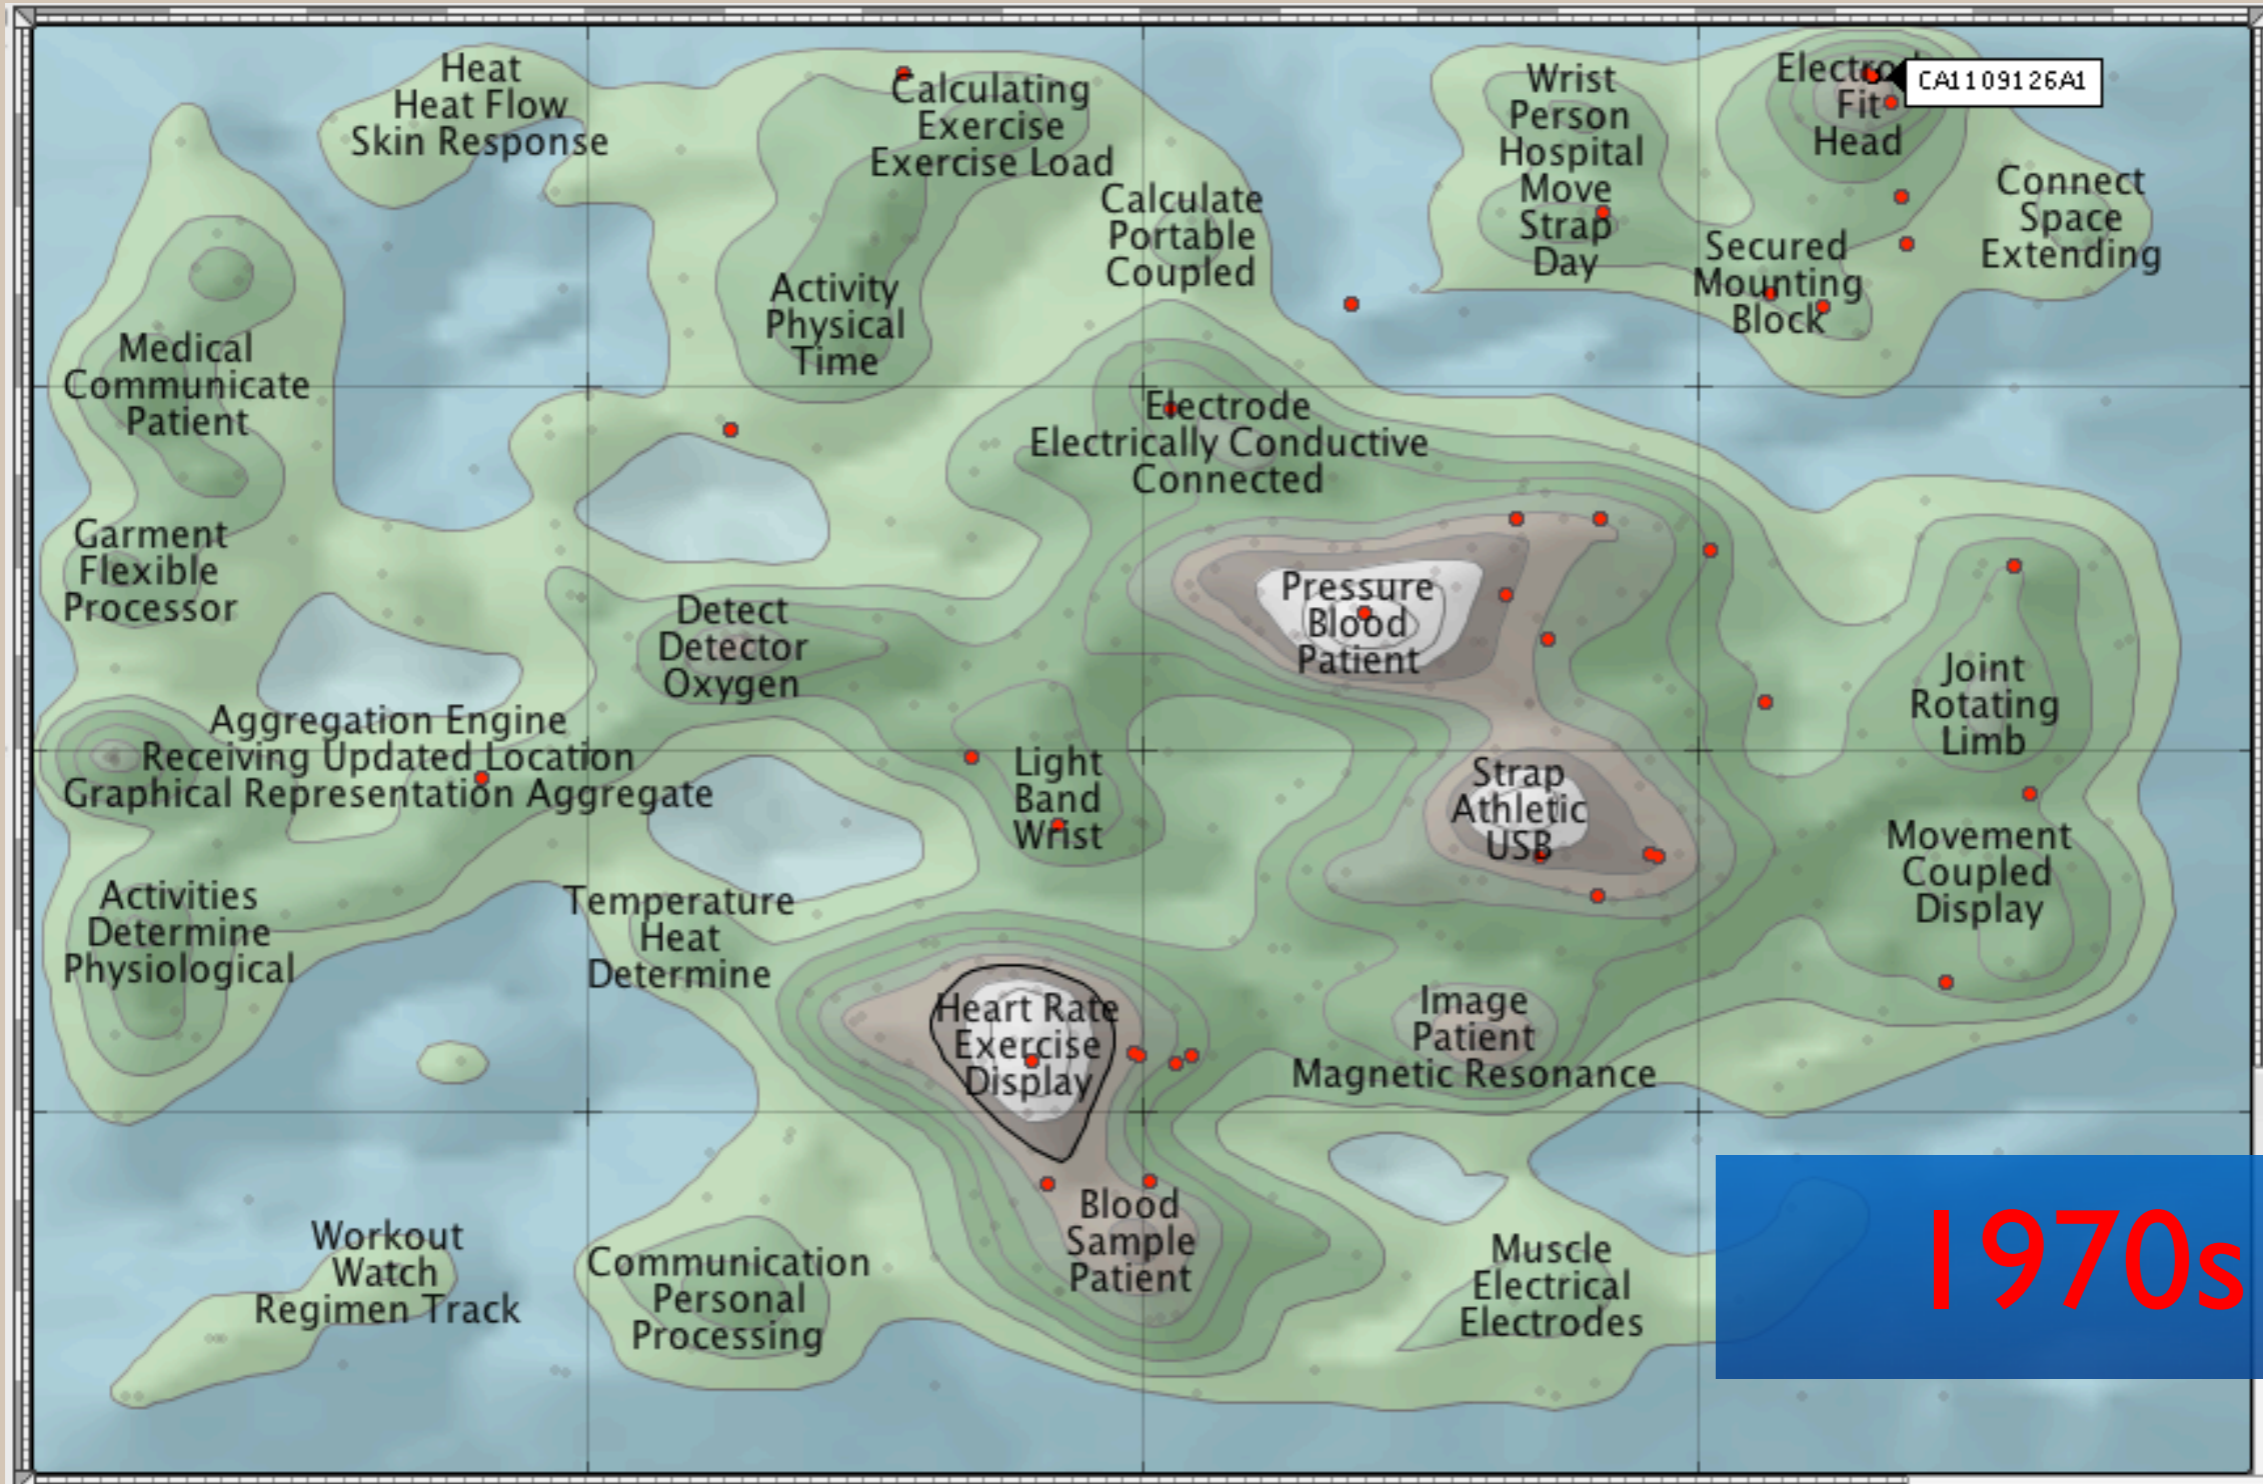 Heat
Heat Flow
Skin Response
Calculating
Exercise
Exercise Load
Wrist
Person
Hospital
Move
Strap
Day
Fit
Head
CA1109126A1
Connect
Space
Extending
Calculate
Portable
Coupled
Secured
Mounting
Block
Activity
Physical
Time
Medical
Communicate
Patient
Electrode
Electrically Conductive
Connected
Garment
Flexible
Processor
Detect
Detector
Oxygen
Pressure
Blood
Patient
Joint
Rotating
Limb
Aggregation Engine
Receiving Updated Location
Graphical Representation Aggregate
Light
Band
Wrist
Strap
Athletic
USB
Movement
Coupled
Display
Activities
Determine
Physiological
Temperature
Heat
Determine
Heart Rate
Exercise
Display
Image
Patient
Magnetic Resonance
Blood
Sample
Patient
Workout
Watch
Regimen Track
Communication
Personal
Processing
Muscle
Electrical
Electrodes
1970s